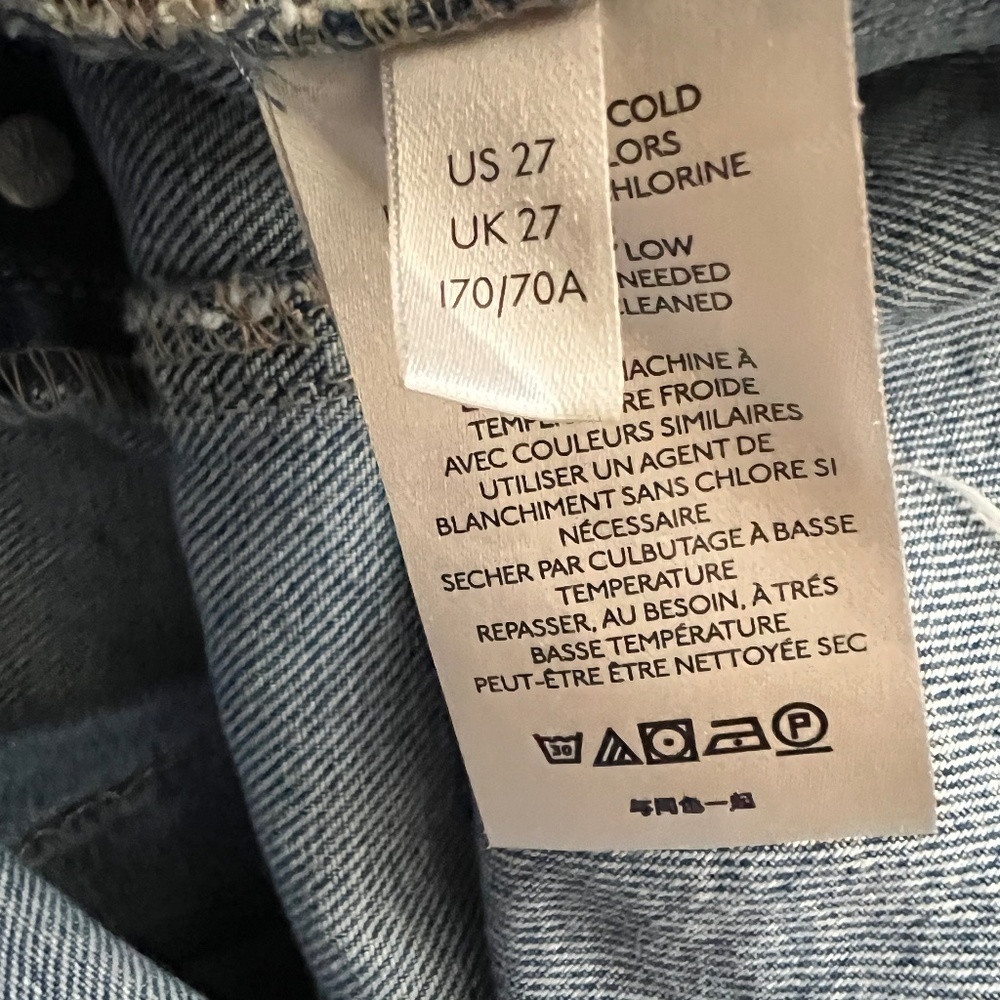 US 27
UK 27
170/70A
COLD
LORS
HLORINE
LOW
NEEDED
LEANED
MACHINE À
RE FROIDE
AVEC COULEURS SIMILAIRES
UTILISER UN AGENT DE
BLANCHIMENT SANS CHLORE SI
NÉCESSAIRE
SECHER PAR CULBUTAGE À BASSE
TEMPERATURE
REPASSER, AU BESOIN, À TRÉS
BASSE TEMPÉRATURE
PEUT-ÊTRE ÊTRE NETTOYÉE SEC
30
P